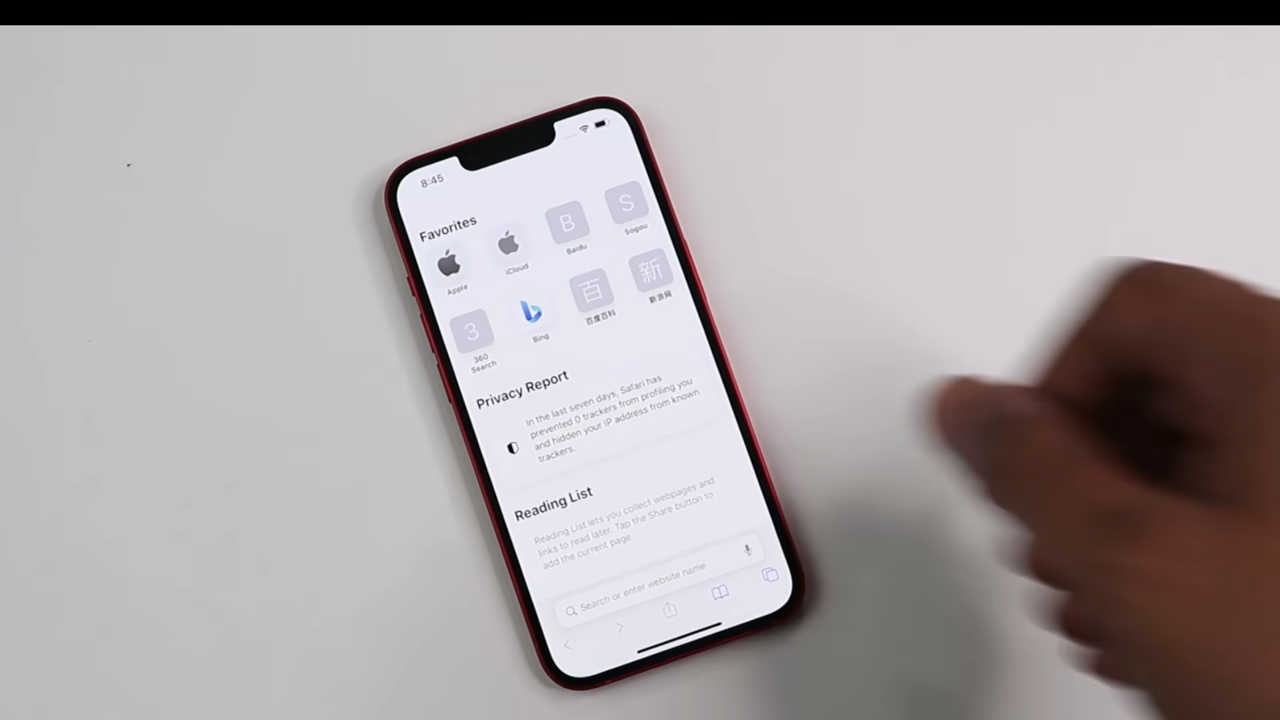 8:45
Favorites
Apple
iCloud
B
Baidu
S
Sogou
3
360
Search
Bing
百
百度百科
新
新浪网
Privacy Report
In the last seven days, Safari has
prevented 0 trackers from profiling you
and hidden your IP address from known
trackers.
Reading List
Reading List lets you collect webpages and
links to read later. Tap the Share button to
add the current page.
Search or enter website name